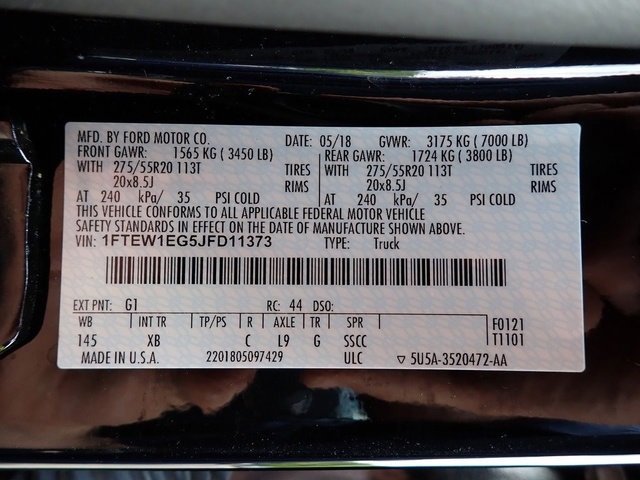 MFD. BY FORD MOTOR CO. DATE: 05/18 GVWR: 3175 KG ( 7000 LB)
FRONT GAWR: 1565 KG ( 3450 LB) REAR GAWR: 1724 KG ( 3800 LB)
WITH 275/55R20 113T TIRES WITH 275/55R20 113T TIRES
20x8.5J RIMS 20x8.5J RIMS
AT 240 kPa/ 35 PSI COLD AT 240 kPa/ 35 PSI COLD
THIS VEHICLE CONFORMS TO ALL APPLICABLE FEDERAL MOTOR VEHICLE
SAFETY STANDARDS IN EFFECT ON THE DATE OF MANUFACTURE SHOWN ABOVE.
VIN: 1FTEW1EG5JFD11373 TYPE: Truck
EXT PNT: G1 RC: 44 DSO:
WB INT TR TP/PS R AXLE TR SPR F0121
145 XB C L9 G SSCC T1101
MADE IN U.S.A. 2201805097429 ULC ▽ 5U5A-3520472-AA